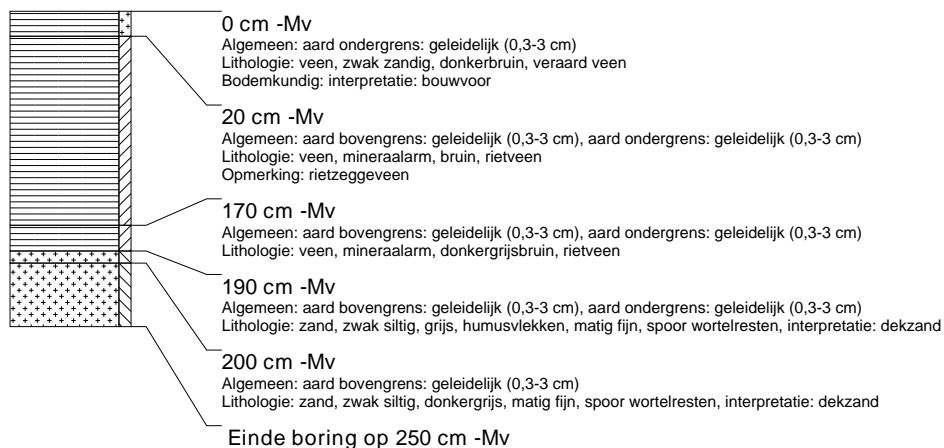 0 cm -Mv
Algemeen: aard ondergrens: geleidelijk (0,3-3 cm)
Lithologie: veen, zwak zandig, donkerbruin, veraard veen
Bodemkundig: interpretatie: bouwvoor
20 cm -Mv
Algemeen: aard bovengrens: geleidelijk (0,3-3 cm), aard ondergrens: geleidelijk (0,3-3 cm)
Lithologie: veen, mineraalarm, bruin, rietveen
Opmerking: rietzeggeveen
170 cm -Mv
Algemeen: aard bovengrens: geleidelijk (0,3-3 cm), aard ondergrens: geleidelijk (0,3-3 cm)
Lithologie: veen, mineraalarm, donkergrijsbruin, rietveen
190 cm -Mv
Algemeen: aard bovengrens: geleidelijk (0,3-3 cm), aard ondergrens: geleidelijk (0,3-3 cm)
Lithologie: zand, zwak siltig, grijs, humusvlekken, matig fijn, spoor wortelresten, interpretatie: dekzand
200 cm -Mv
Algemeen: aard bovengrens: geleidelijk (0,3-3 cm)
Lithologie: zand, zwak siltig, donkergrijs, matig fijn, spoor wortelresten, interpretatie: dekzand
Einde boring op 250 cm -Mv